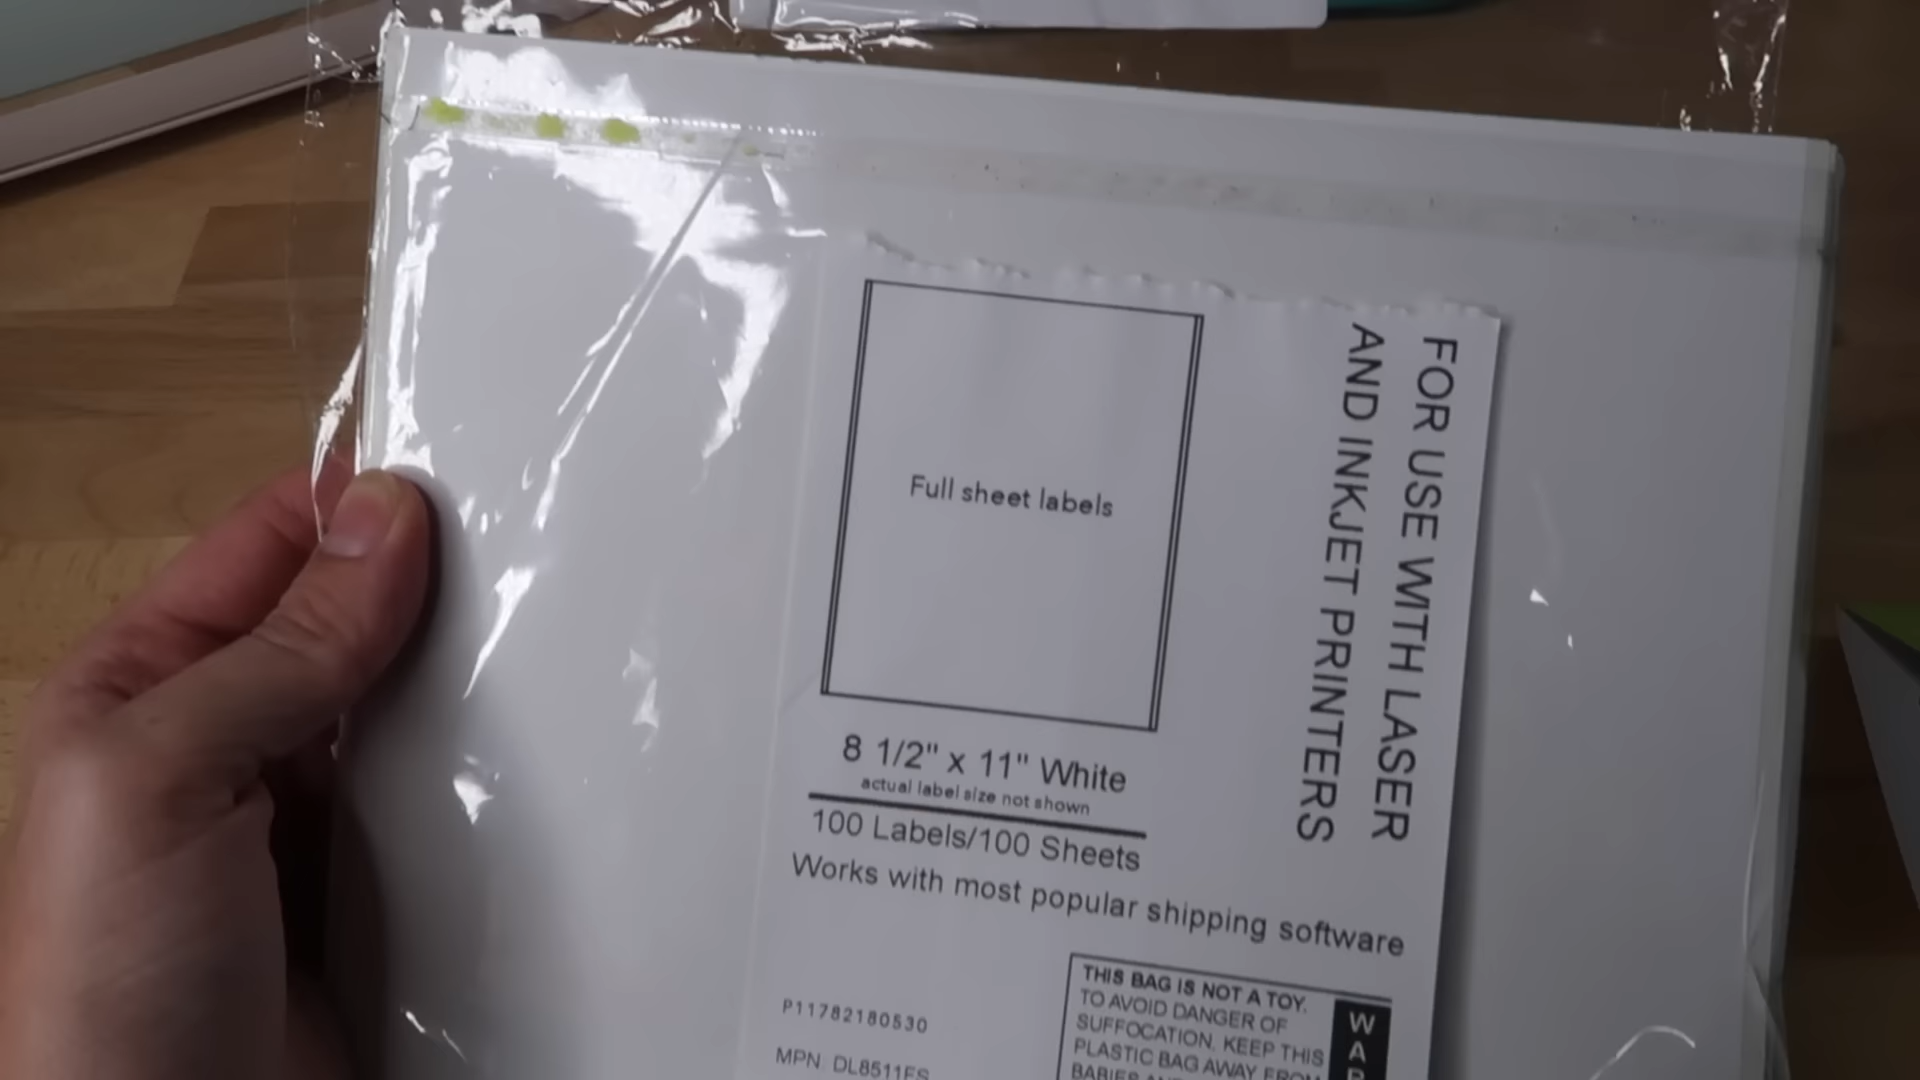 Full sheet labels
8 1/2" x 11" White
actual label size not shown
100 Labels/100 Sheets
Works with most popular shipping software
FOR USE WITH LASER
AND INKJET PRINTERS
P11782180530
MPN: DL8511FS
THIS BAG IS NOT A TOY.
TO AVOID DANGER OF
SUFFOCATION, KEEP THIS
PLASTIC BAG AWAY FROM
BABIES